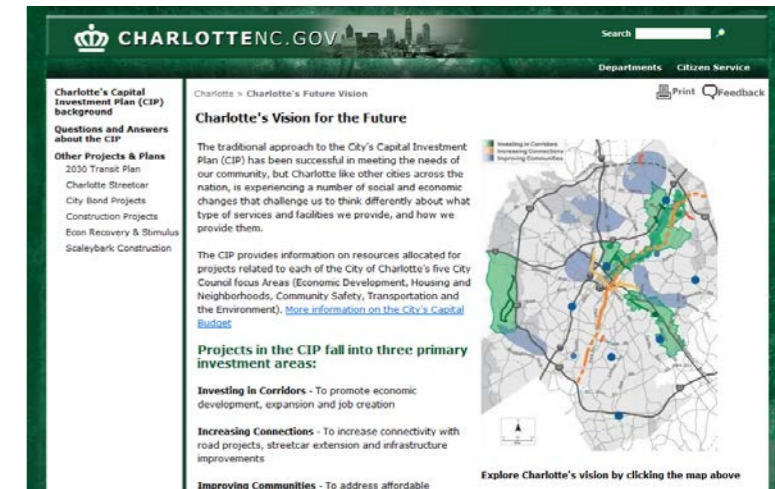 CHARLOTTENC.GOV
Search
Departments Citizen Service
Charlotte's Capital
Investment Plan (CIP)
background
Questions and Answers
about the CIP
Other Projects & Plans
2030 Transit Plan
Charlotte Streetcar
City Bond Projects
Construction Projects
Econ Recovery & Stimulus
Scaleybark Construction
Charlotte > Charlotte's Future Vision
Print Feedback
Charlotte's Vision for the Future
The traditional approach to the City's Capital Investment
Plan (CIP) has been successful in meeting the needs of
our community, but Charlotte like other cities across the
nation, is experiencing a number of social and economic
changes that challenge us to think differently about what
type of services and facilities we provide, and how we
provide them.
The CIP provides information on resources allocated for
projects related to each of the City of Charlotte's five City
Council focus Areas (Economic Development, Housing and
Neighborhoods, Community Safety, Transportation and
the Environment). More information on the City's Capital
Budget
Projects in the CIP fall into three primary
investment areas:
Investing in Corridors - To promote economic
development, expansion and job creation
Increasing Connections - To increase connectivity with
road projects, streetcar extension and infrastructure
improvements
Improving Communities - To address affordable
Investing in Corridors
Increasing Connections
Improving Communities
Explore Charlotte's vision by clicking the map above